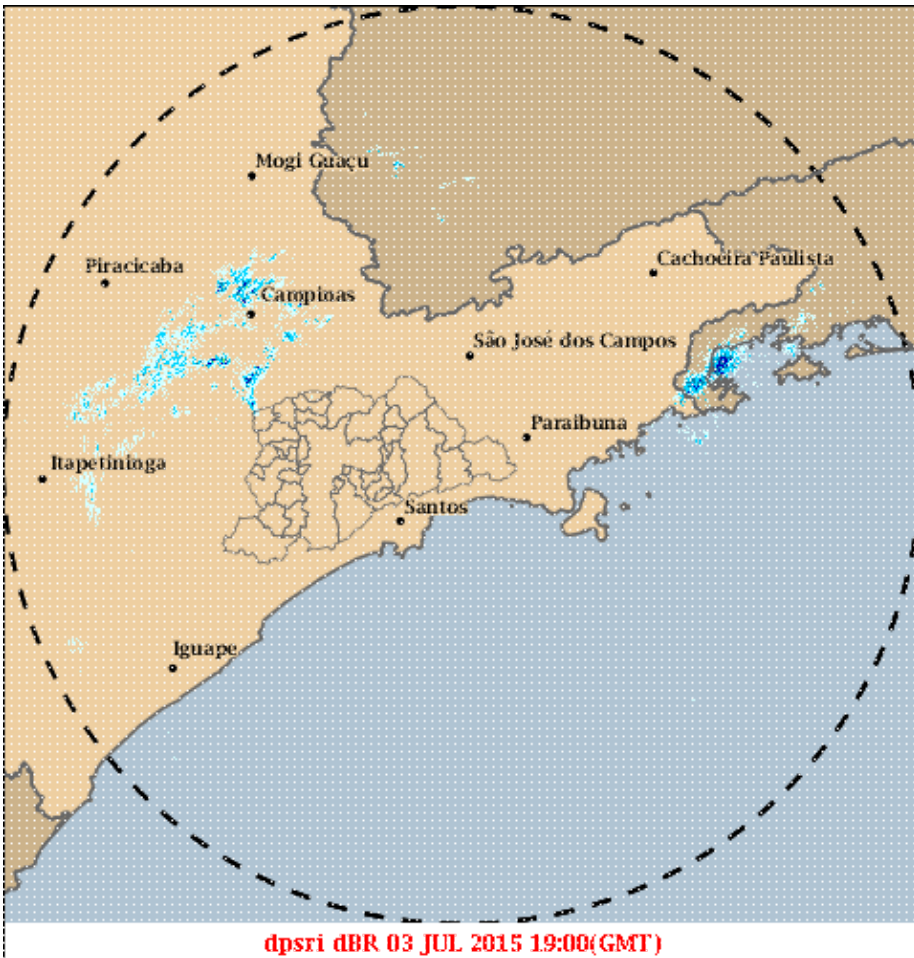 Mogi Guaçu
Piracicaba
Cachoeira Paulista
Campinas
São José dos Campos
Paraibuna
Itapetininga
Santos
Iguape
dpsri dBR 03 JUL 2015 19:00(GMT)